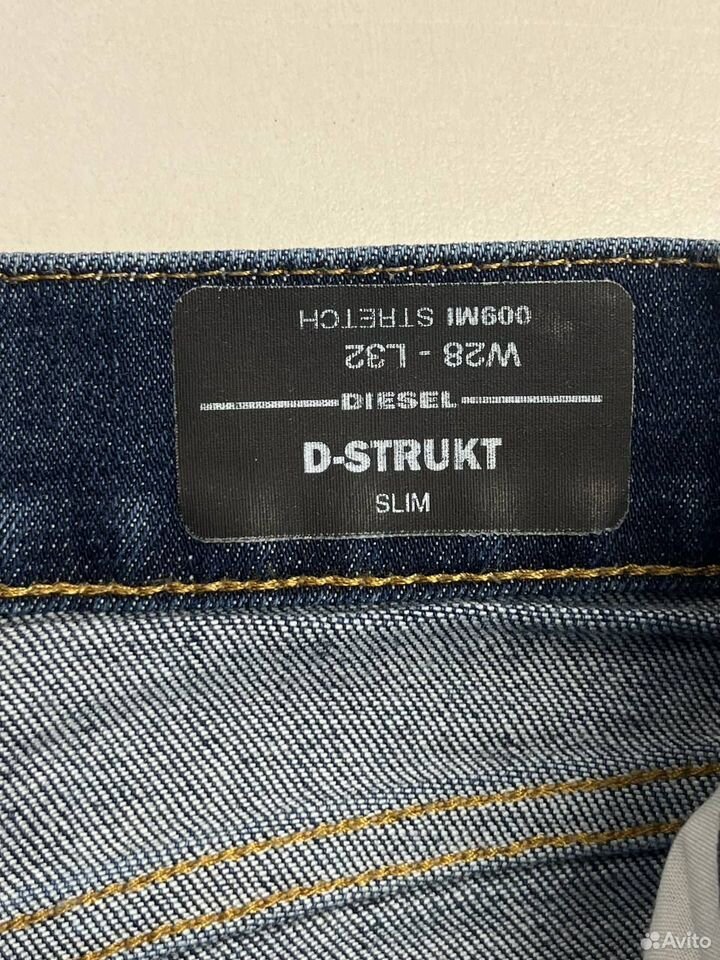 009MI STRETCH
W28 - L32
DIESEL
D-STRUKT
SLIM
Avito